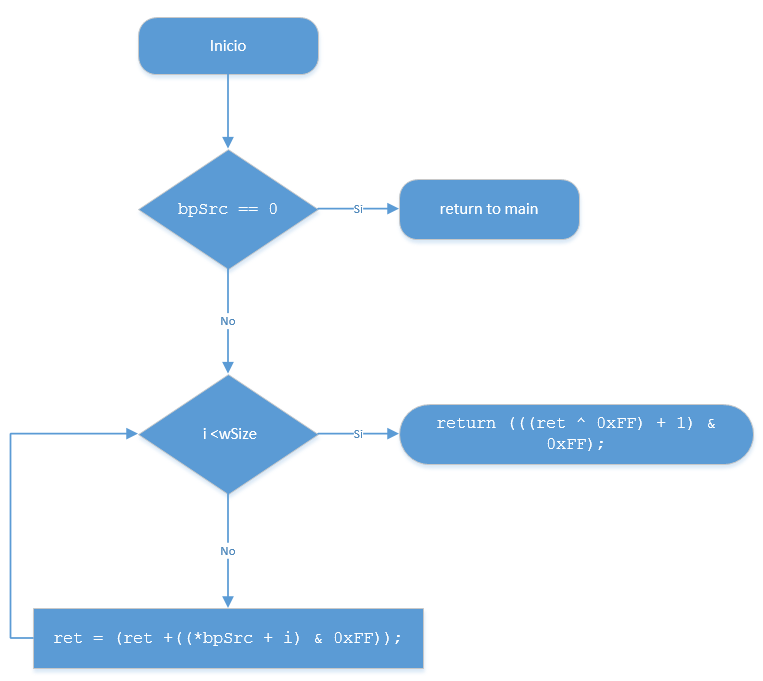 Inicio
bpSrc == 0
Si
return to main
No
i <wSize
Si
return (((ret ^ 0xFF) + 1) &
0xFF);
No
ret = (ret +((*bpSrc + i) & 0xFF));